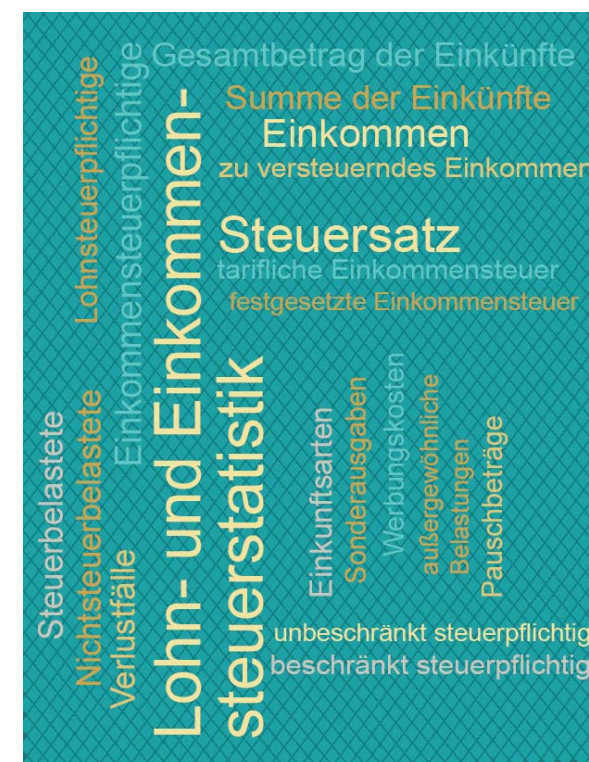 Gesamtbetrag der Einkünfte
Summe der Einkünfte
Einkommen
zu versteuerndes Einkommen
Steuersatz
tarifliche Einkommensteuer
festgesetzte Einkommensteuer
Lohnsteuerpflichtige
Einkommensteuerpflichtige
Lohn- und Einkommen-
steuerstatistik
Steuerbelastete
Nichtsteuerbelastete
Verlustfälle
Einkunftsarten
Sonderausgaben
Werbungskosten
außergewöhnliche
Belastungen
Pauschbeträge
unbeschränkt steuerpflichtig
beschränkt steuerpflichtig